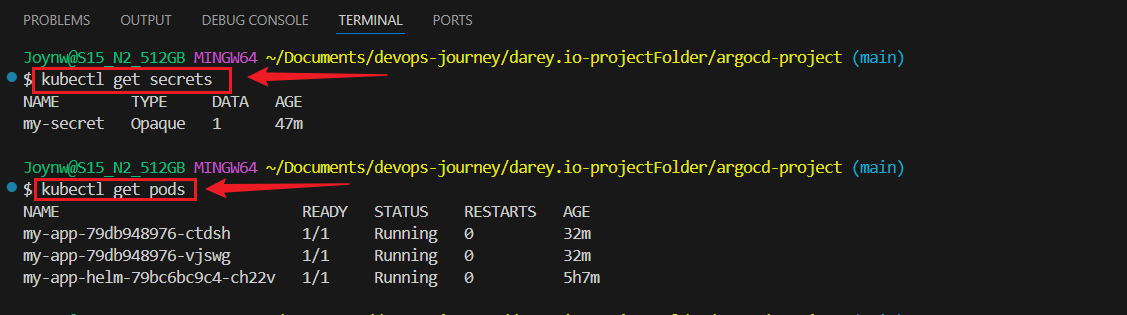 PROBLEMS OUTPUT DEBUG CONSOLE TERMINAL PORTS
Joynw@S15_N2_512GB MINGW64 ~/Documents/devops-journey/darey.io-projectFolder/argocd-project (main)
$ kubectl get secrets
NAME TYPE DATA AGE
my-secret Opaque 1 47m
Joynw@S15_N2_512GB MINGW64 ~/Documents/devops-journey/darey.io-projectFolder/argocd-project (main)
$ kubectl get pods
NAME READY STATUS RESTARTS AGE
my-app-79db948976-ctdsh 1/1 Running 0 32m
my-app-79db948976-vjswg 1/1 Running 0 32m
my-app-helm-79bc6bc9c4-ch22v 1/1 Running 0 5h7m